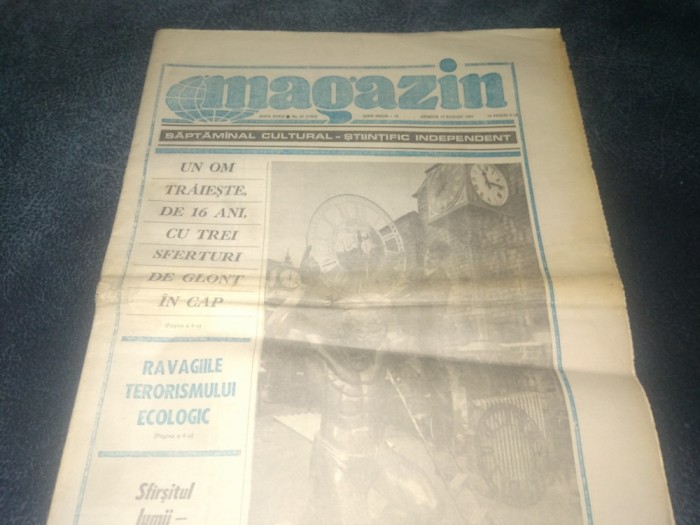 magazin
SĂPTĂMÎNAL CULTURAL - ȘTIINȚIFIC INDEPENDENT
UN OM
TRĂIEȘTE,
DE 16 ANI,
CU TREI
SFERTURI
DE GLONȚ
ÎN CAP
RAVAGIILE
TERORISMULUI
ECOLOGIC
Sfîrșitul
lumii –